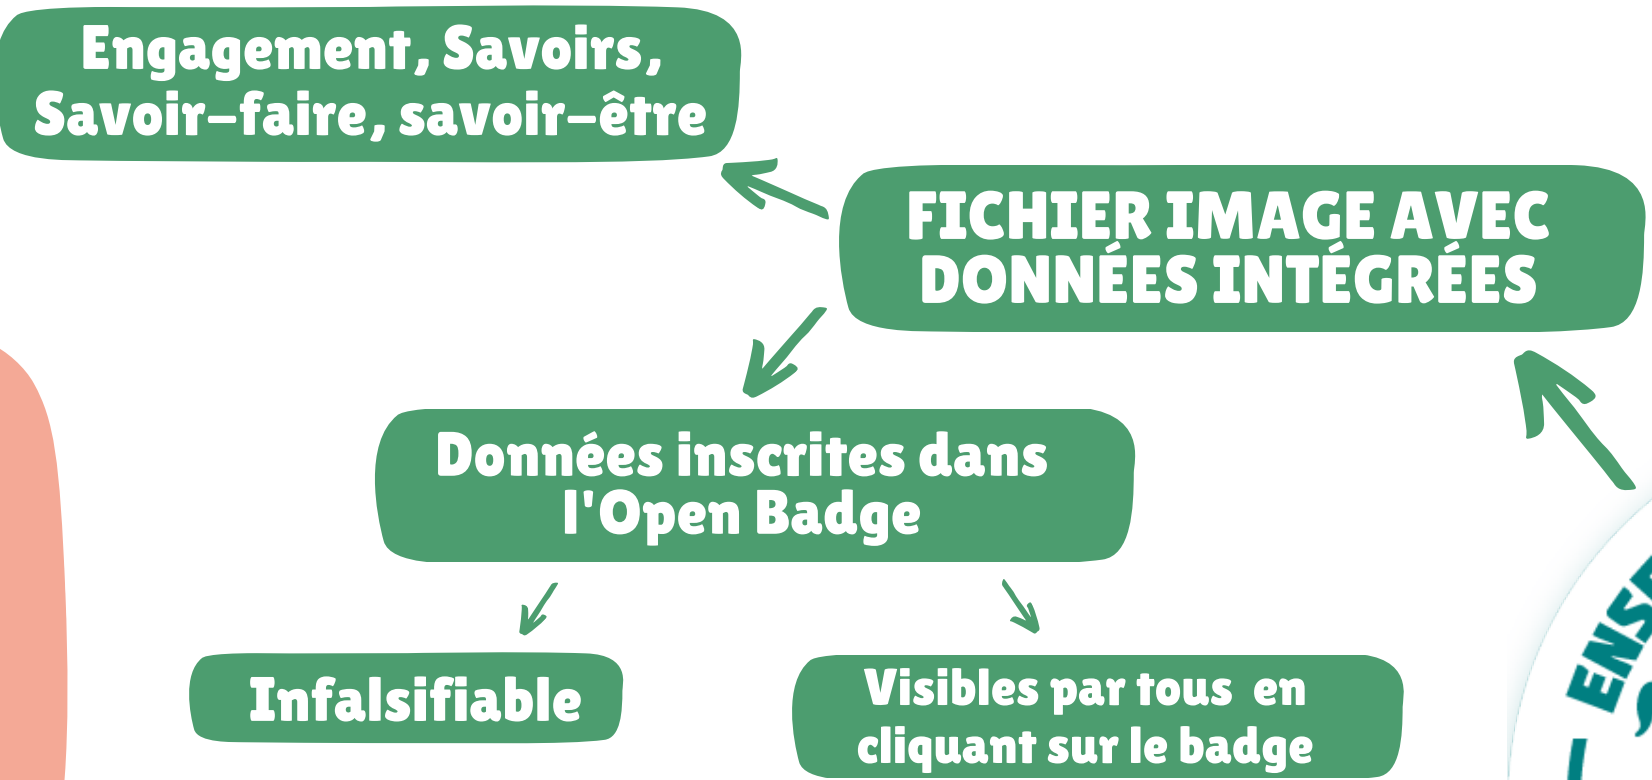 Engagement, Savoirs,
Savoir-faire, savoir-être
FICHIER IMAGE AVEC
DONNÉES INTÉGRÉES
Données inscrites dans
l'Open Badge
Infalsifiable
Visibles par tous en
cliquant sur le badge